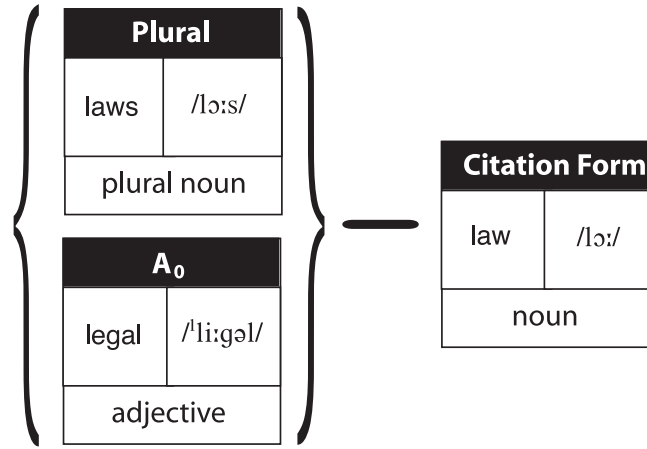 Plural
laws /lɔːs/
plural noun
A₀
legal /ˈliːgəl/
adjective
Citation Form
law /lɔː/
noun